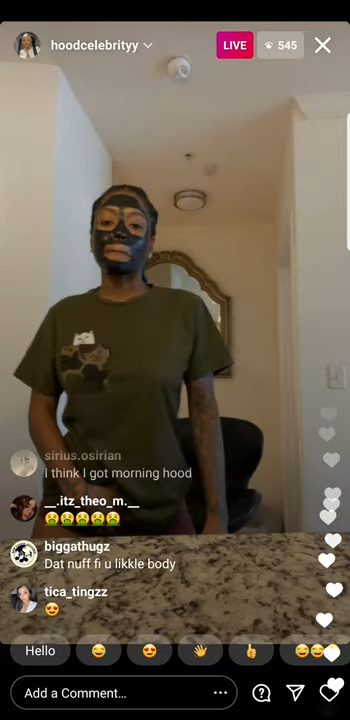 hoodcelebrityy
LIVE
545
sirius.osirian
I think I got morning hood
__.itz_theo_m.__
🤮🤮🤮🤮🤮
biggathugz
Dat nuff fi u likkle body
tica_tingzz
😍
Hello 😂 😍 👋 👍 😂😂
Add a Comment...